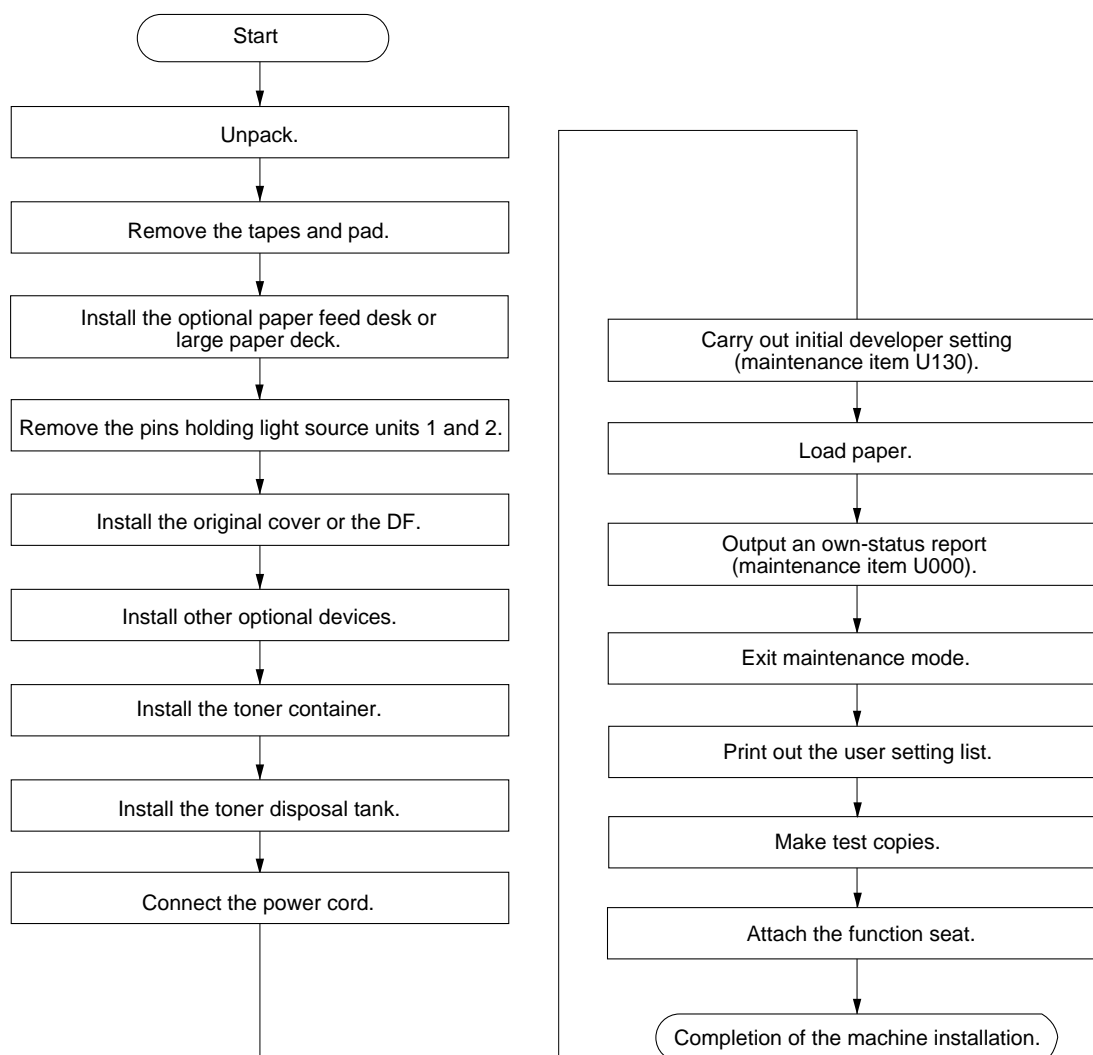 Start
Unpack.
Remove the tapes and pad.
Install the optional paper feed desk or
large paper deck.
Remove the pins holding light source units 1 and 2.
Install the original cover or the DF.
Install other optional devices.
Install the toner container.
Install the toner disposal tank.
Connect the power cord.
Carry out initial developer setting
(maintenance item U130).
Load paper.
Output an own-status report
(maintenance item U000).
Exit maintenance mode.
Print out the user setting list.
Make test copies.
Attach the function seat.
Completion of the machine installation.